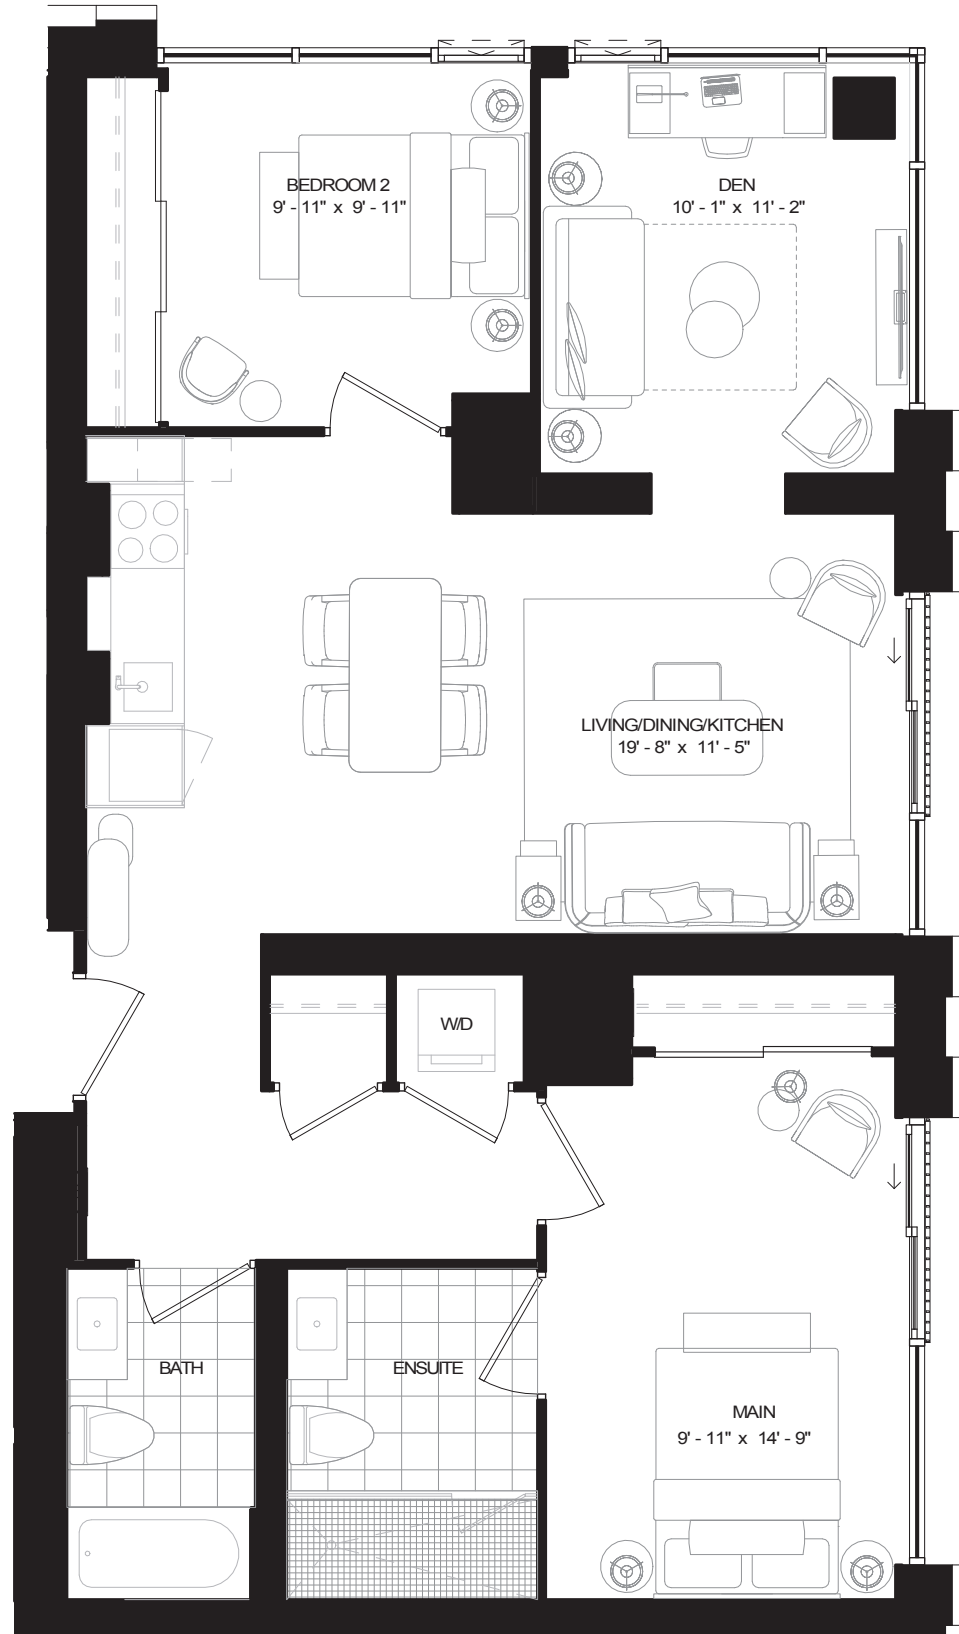 BEDROOM 2
9' - 11" x 9' - 11"
DEN
10' - 1" x 11' - 2"
LIVING/DINING/KITCHEN
19' - 8" x 11' - 5"
W/D
BATH
ENSUITE
MAIN
9' - 11" x 14' - 9"